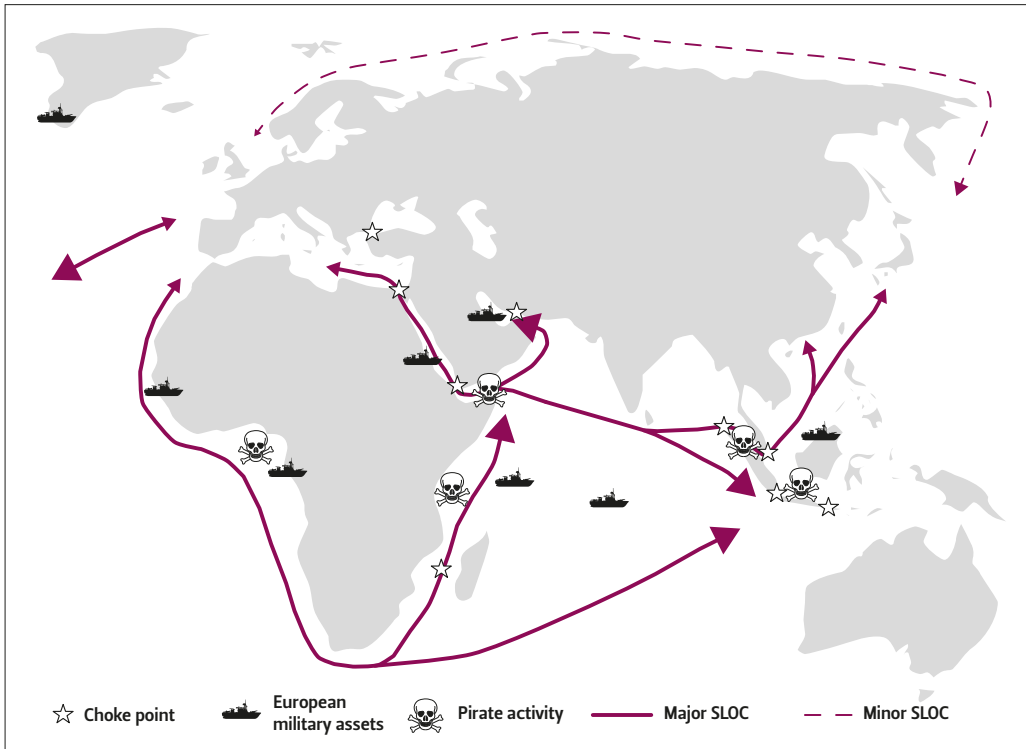 Choke point
European
military assets
Pirate activity
Major SLOC
Minor SLOC